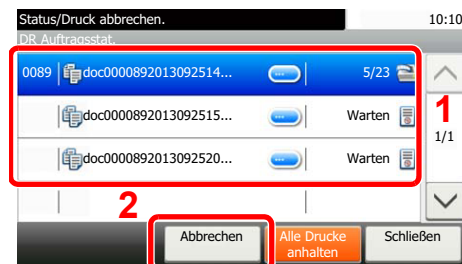 Status/Druck abbrechen.
10:10
DR Auftragsstat.
0089 doc0000892013092514... 5/23
doc0000892013092515... Warten
1
1/1
doc0000892013092520... Warten
2
Abbrechen
Alle Drucke
anhalten
Schließen